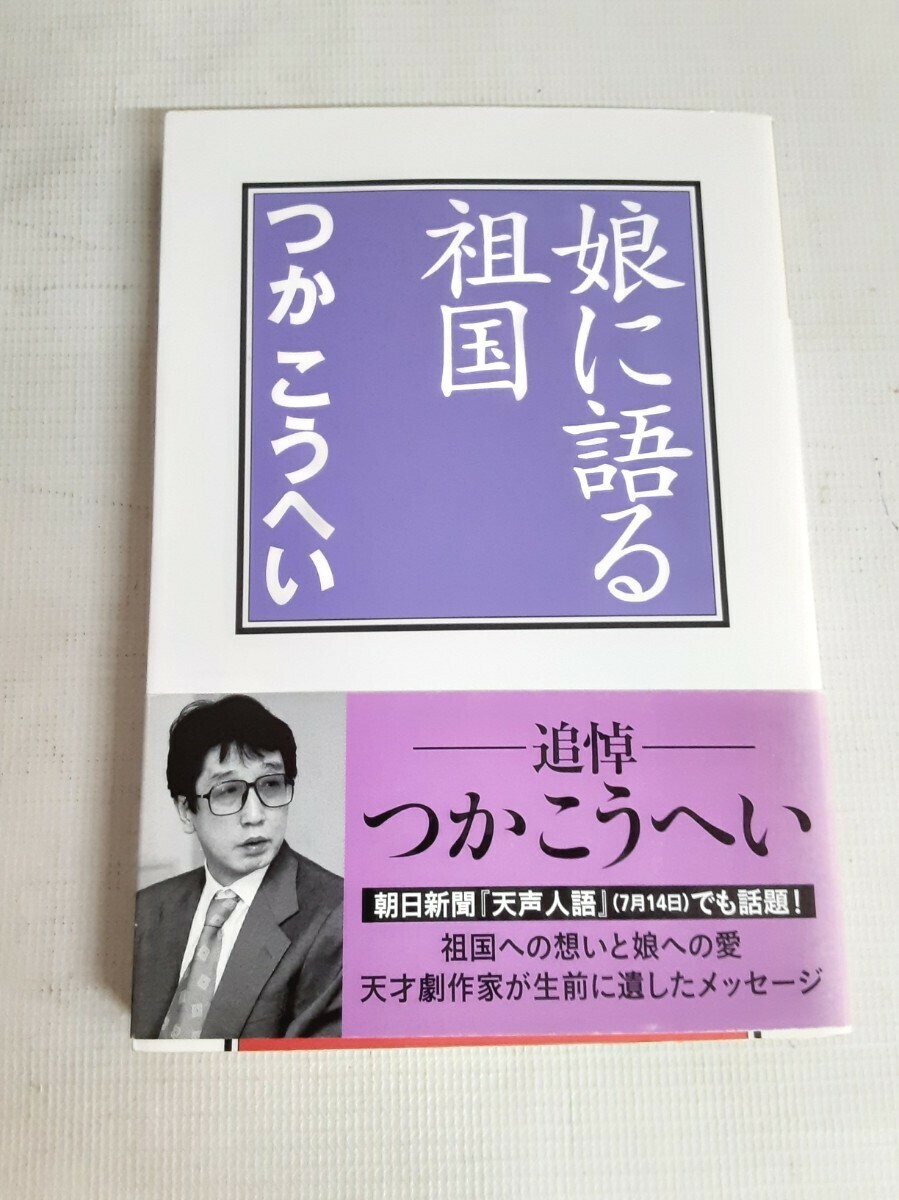 娘に語る
祖国
つかこうへい
追悼
つかこうへい
朝日新聞『天声人語』(7月14日)でも話題!
祖国への想いと娘への愛
天才劇作家が生前に遺したメッセージ